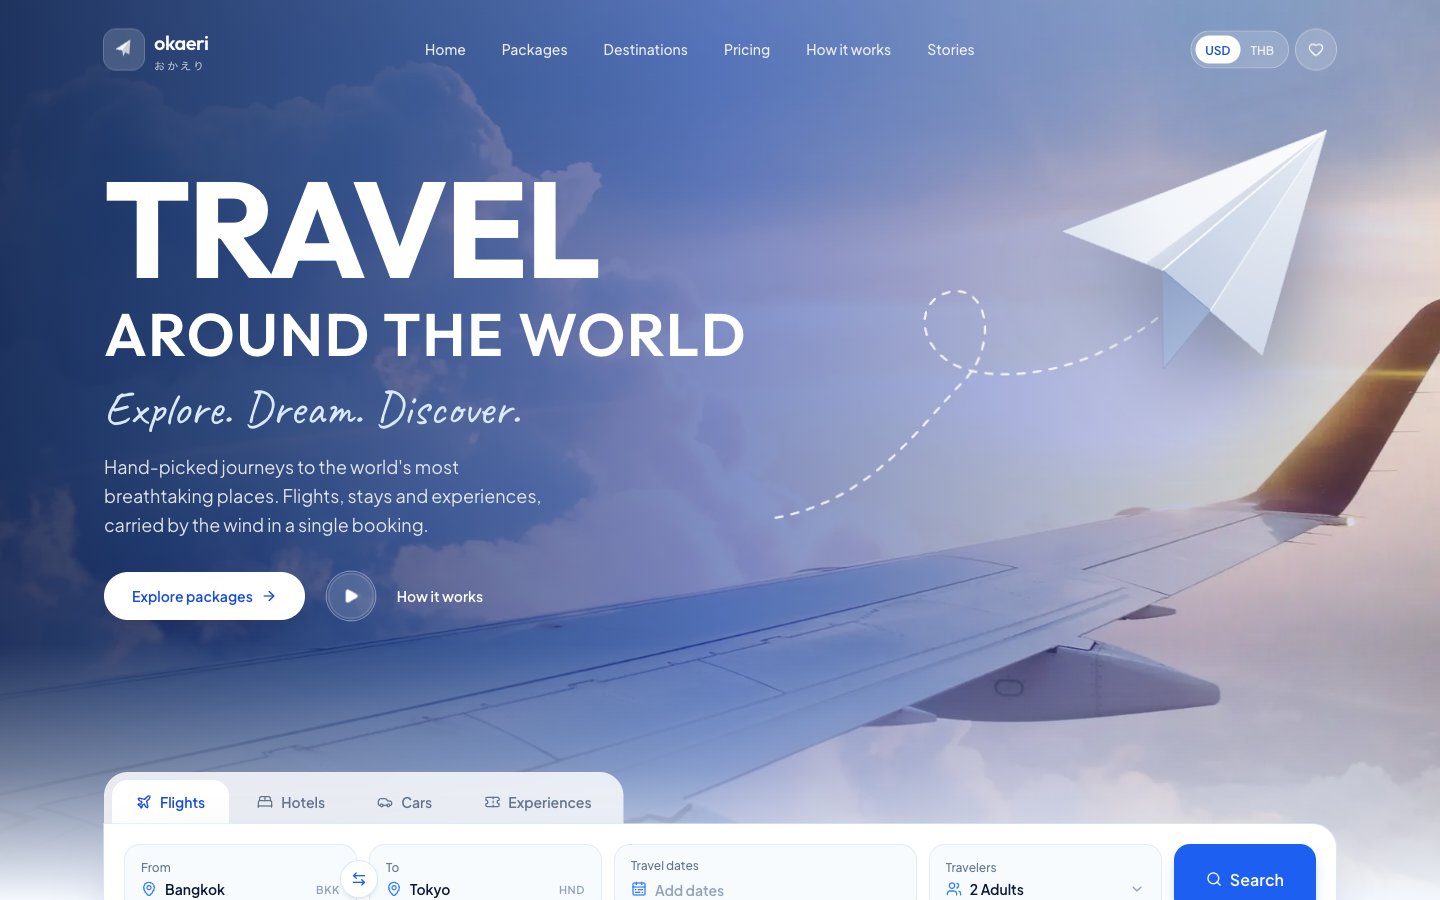 okaeri
おかえり
Home
Packages
Destinations
Pricing
How it works
Stories
USD
THB
TRAVEL
AROUND THE WORLD
Explore. Dream. Discover.
Hand-picked journeys to the world's most
breathtaking places. Flights, stays and experiences,
carried by the wind in a single booking.
Explore packages
How it works
Flights
Hotels
Cars
Experiences
From
Bangkok
BKK
To
Tokyo
HND
Travel dates
Add dates
Travelers
2 Adults
Search